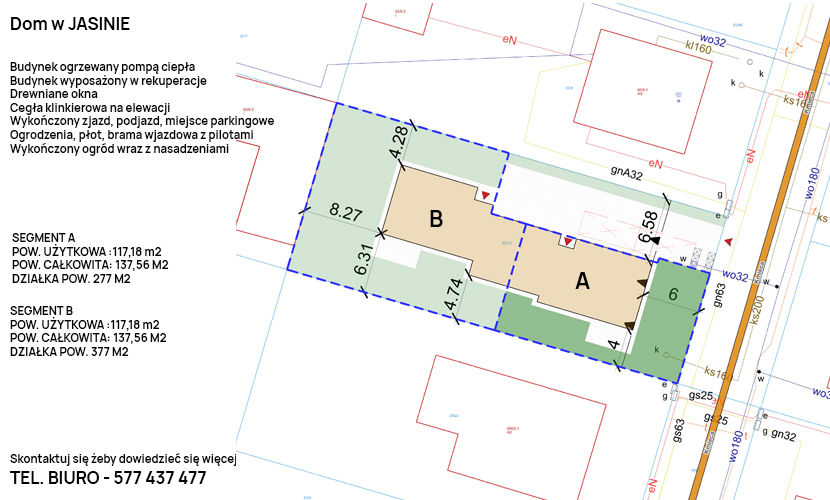 Dom w JASINIE
Budynek ogrzewany pompą ciepła
Budynek wyposażony w rekuperacje
Drewniane okna
Cegła klinkierowa na elewacji
Wykończony zjazd, podjazd, miejsce parkingowe
Ogrodzenia, płot, brama wjazdowa z pilotami
Wykończony ogród wraz z nasadzeniami
SEGMENT A
POW. UŻYTKOWA :117,18 m2
POW. CAŁKOWITA: 137,56 M2
DZIAŁKA POW. 277 M2
SEGMENT B
POW. UŻYTKOWA :117,18 m2
POW. CAŁKOWITA: 137,56 M2
DZIAŁKA POW. 377 M2
Skontaktuj się żeby dowiedzieć się więcej
TEL. BIURO - 577 437 477
eN
wo32
kl160
k
k
eN
ks16
eN
eN
gnA32
wo180
g
e
4.28
8.27
B
6.31
4.74
6.58
A
6
4
w
wo32
w
gn63
ks200
k
ks160
w
e
g
gs25
gs25
gs63
e
g
gn32
wo180
wo3
eN